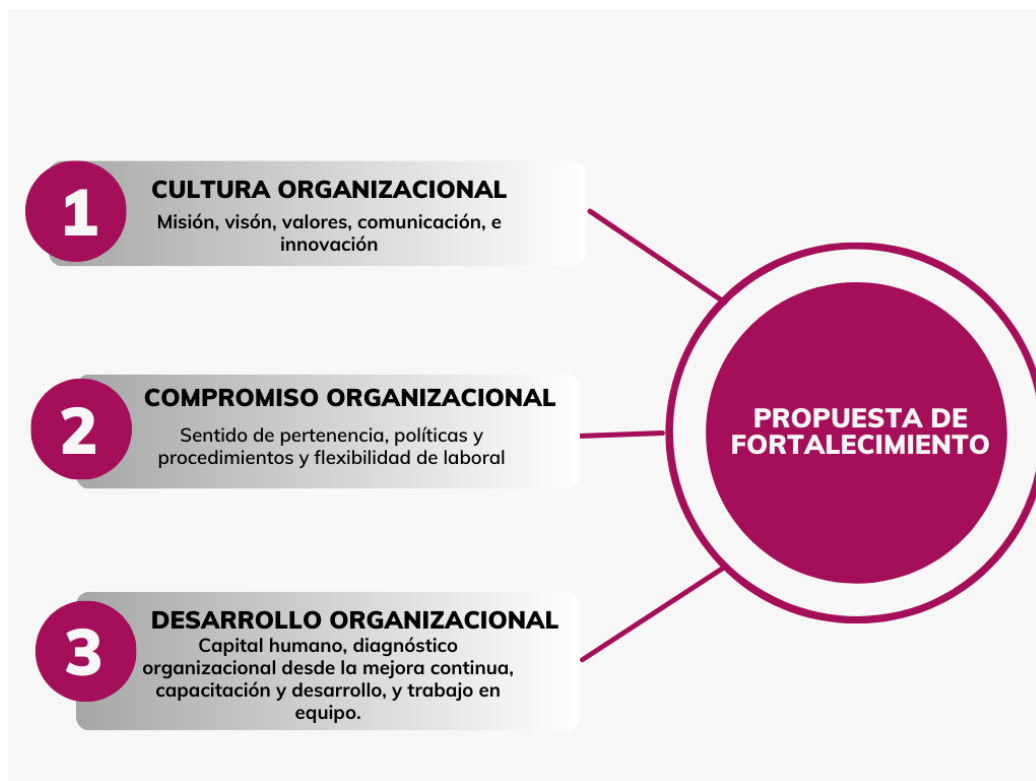 1
CULTURA ORGANIZACIONAL
Misión, visón, valores, comunicación, e
innovación
2
COMPROMISO ORGANIZACIONAL
Sentido de pertenencia, políticas y
procedimientos y flexibilidad de laboral
3
DESARROLLO ORGANIZACIONAL
Capital humano, diagnóstico
organizacional desde la mejora continua,
capacitación y desarrollo, y trabajo en
equipo.
PROPUESTA DE
FORTALECIMIENTO